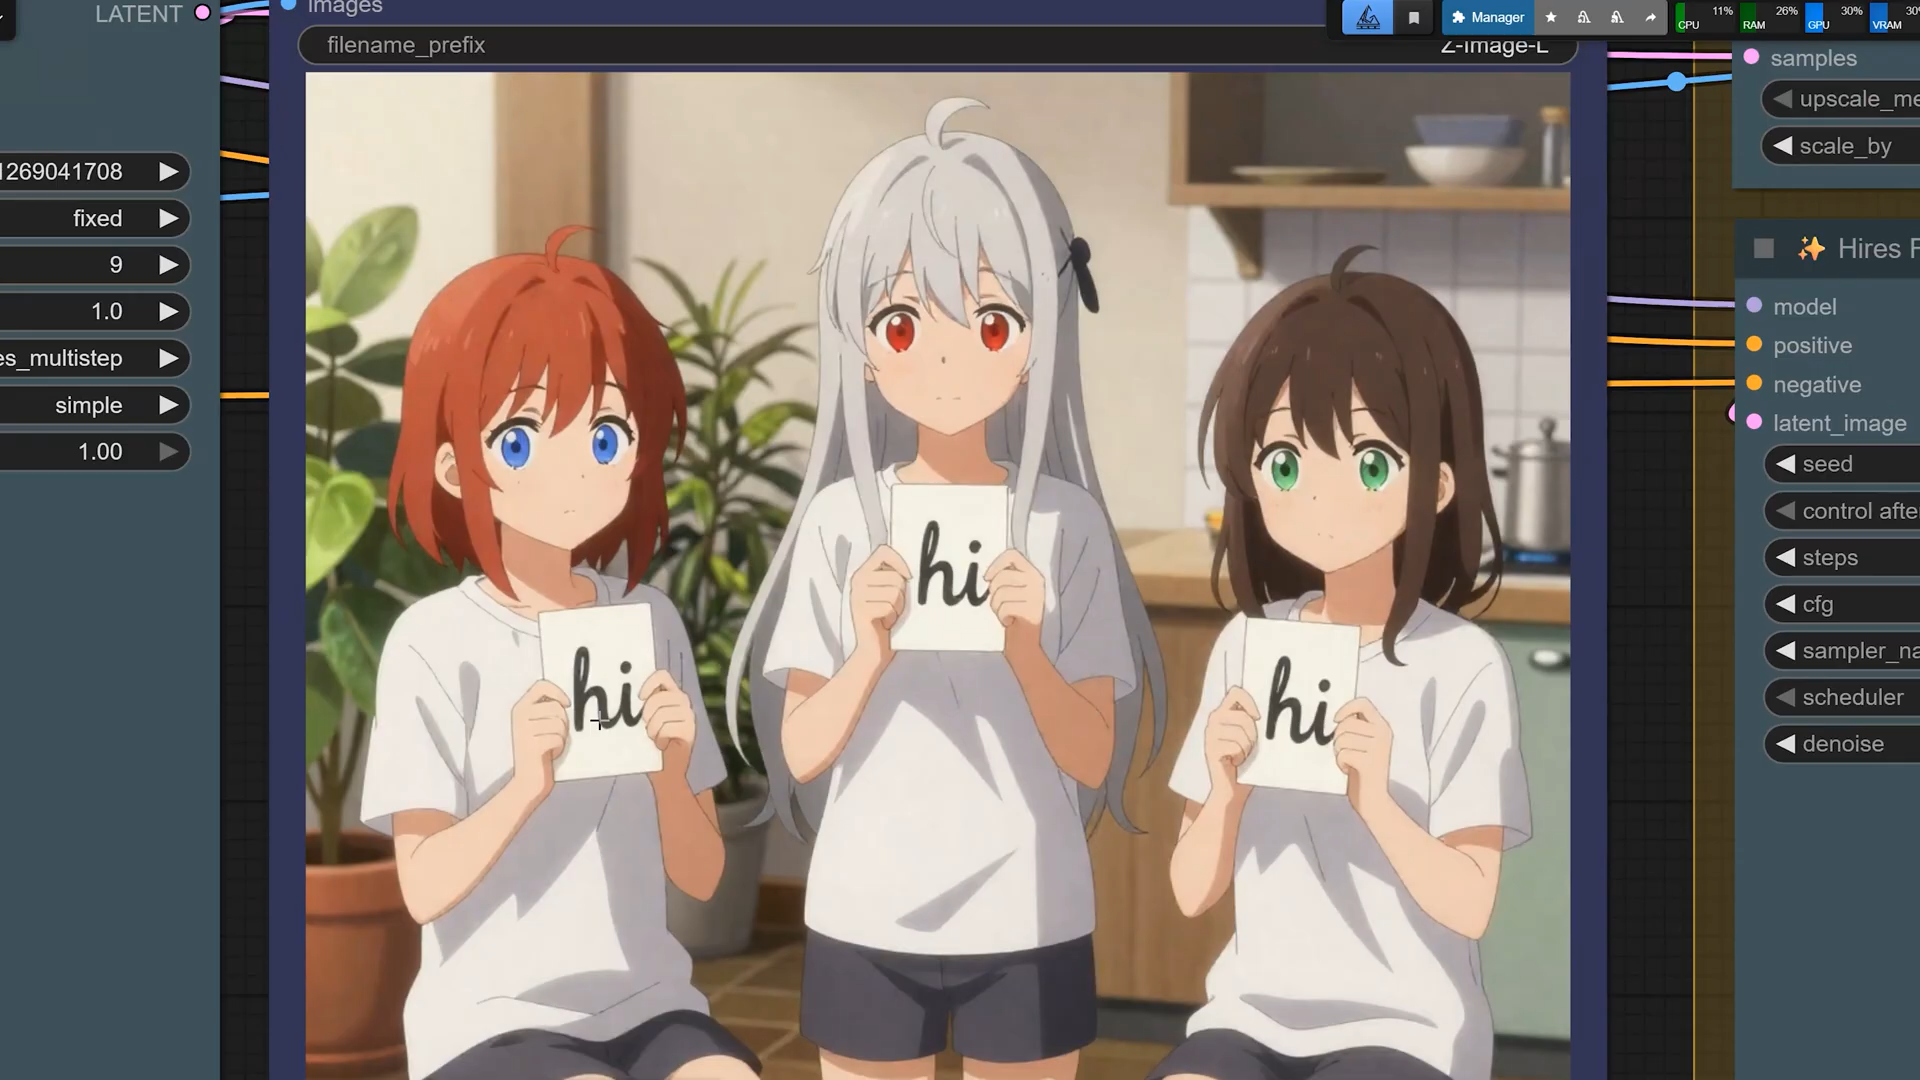 LATENT
images
filename_prefix
Z-Image-L
Manager
CPU
11%
RAM
26%
GPU
30%
VRAM
30%
samples
upscale_me
scale_by
1269041708
fixed
9
1.0
es_multistep
simple
1.00
Hires F
model
positive
negative
latent_image
seed
control afte
steps
cfg
sampler_na
scheduler
denoise
hi
hi
hi